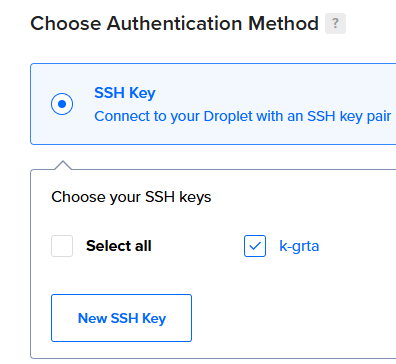 Choose Authentication Method ?
SSH Key
Connect to your Droplet with an SSH key pair
Choose your SSH keys
Select all k-grta
New SSH Key